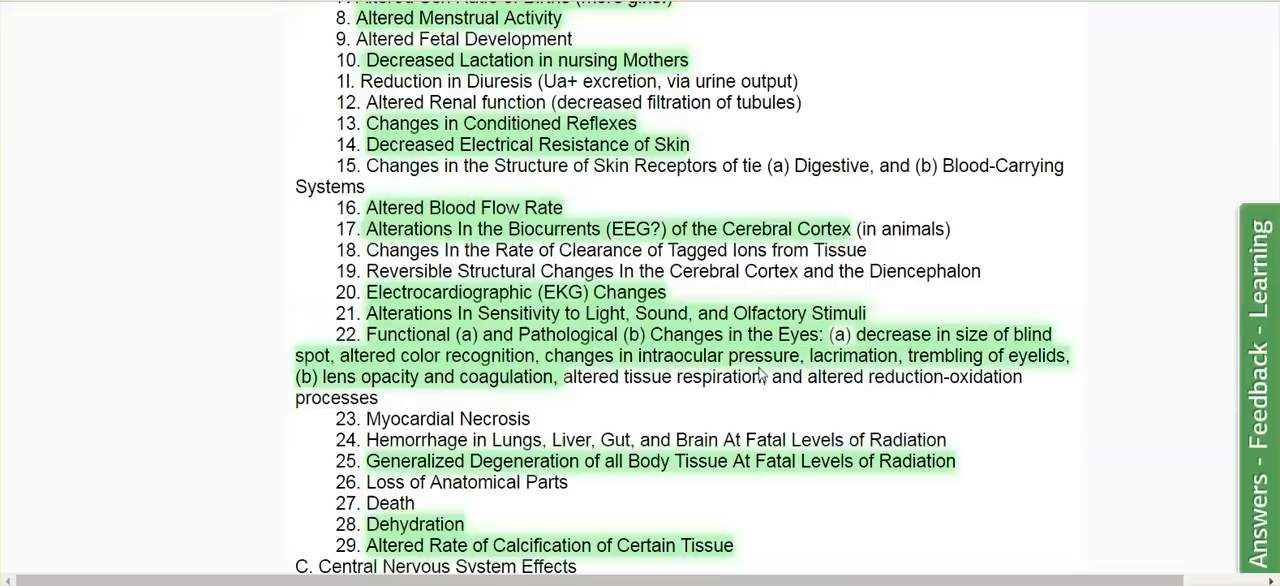 7. Altered Sex Ratio of Births (more girls!)
8. Altered Menstrual Activity
9. Altered Fetal Development
10. Decreased Lactation in nursing Mothers
1l. Reduction in Diuresis (Ua+ excretion, via urine output)
12. Altered Renal function (decreased filtration of tubules)
13. Changes in Conditioned Reflexes
14. Decreased Electrical Resistance of Skin
15. Changes in the Structure of Skin Receptors of tie (a) Digestive, and (b) Blood-Carrying
Systems
16. Altered Blood Flow Rate
17. Alterations In the Biocurrents (EEG?) of the Cerebral Cortex (in animals)
18. Changes In the Rate of Clearance of Tagged Ions from Tissue
19. Reversible Structural Changes In the Cerebral Cortex and the Diencephalon
20. Electrocardiographic (EKG) Changes
21. Alterations In Sensitivity to Light, Sound, and Olfactory Stimuli
22. Functional (a) and Pathological (b) Changes in the Eyes: (a) decrease in size of blind
spot, altered color recognition, changes in intraocular pressure, lacrimation, trembling of eyelids,
(b) lens opacity and coagulation, altered tissue respiration, and altered reduction-oxidation
processes
23. Myocardial Necrosis
24. Hemorrhage in Lungs, Liver, Gut, and Brain At Fatal Levels of Radiation
25. Generalized Degeneration of all Body Tissue At Fatal Levels of Radiation
26. Loss of Anatomical Parts
27. Death
28. Dehydration
29. Altered Rate of Calcification of Certain Tissue
C. Central Nervous System Effects
Answers - Feedback - Learning